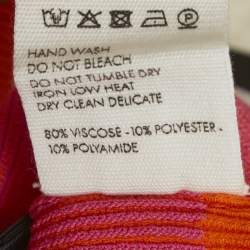 HAND WASH
DO NOT BLEACH
DO NOT TUMBLE DRY
IRON LOW HEAT
DRY CLEAN DELICATE
80% VISCOSE - 10% POLYESTER -
10% POLYAMIDE